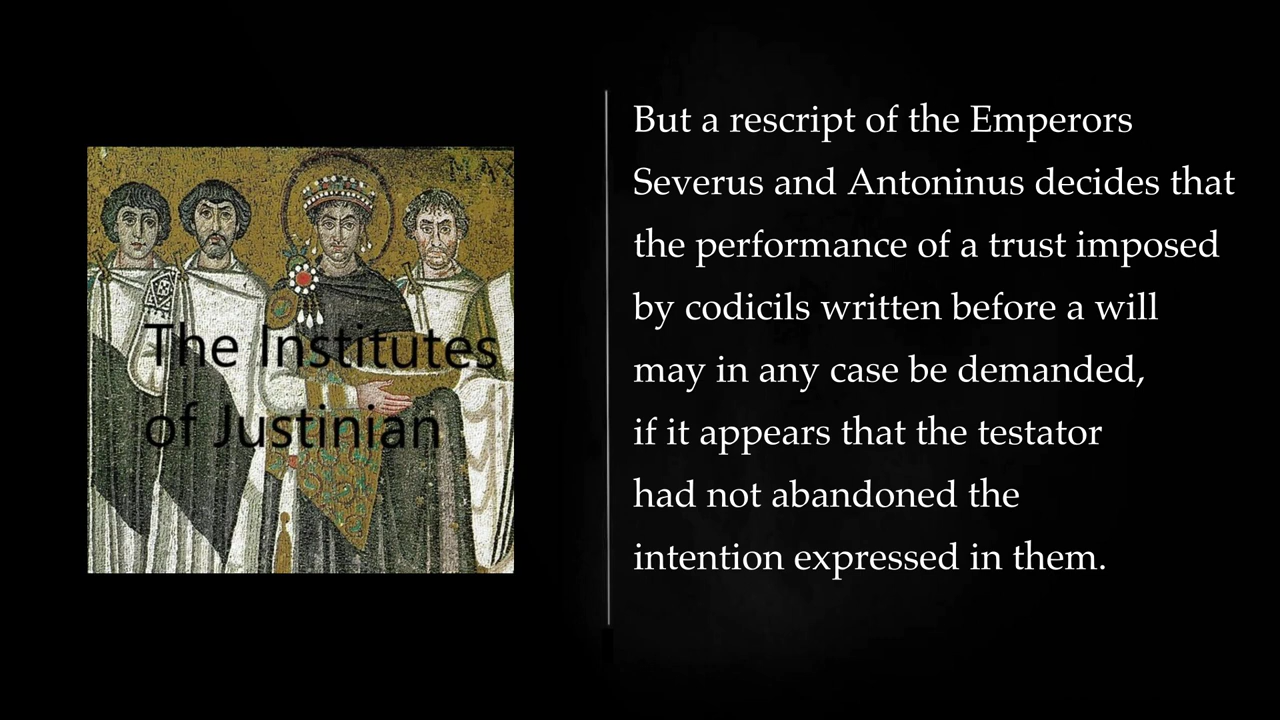 The Institutes
of Justinian
But a rescript of the Emperors
Severus and Antoninus decides that
the performance of a trust imposed
by codicils written before a will
may in any case be demanded,
if it appears that the testator
had not abandoned the
intention expressed in them.